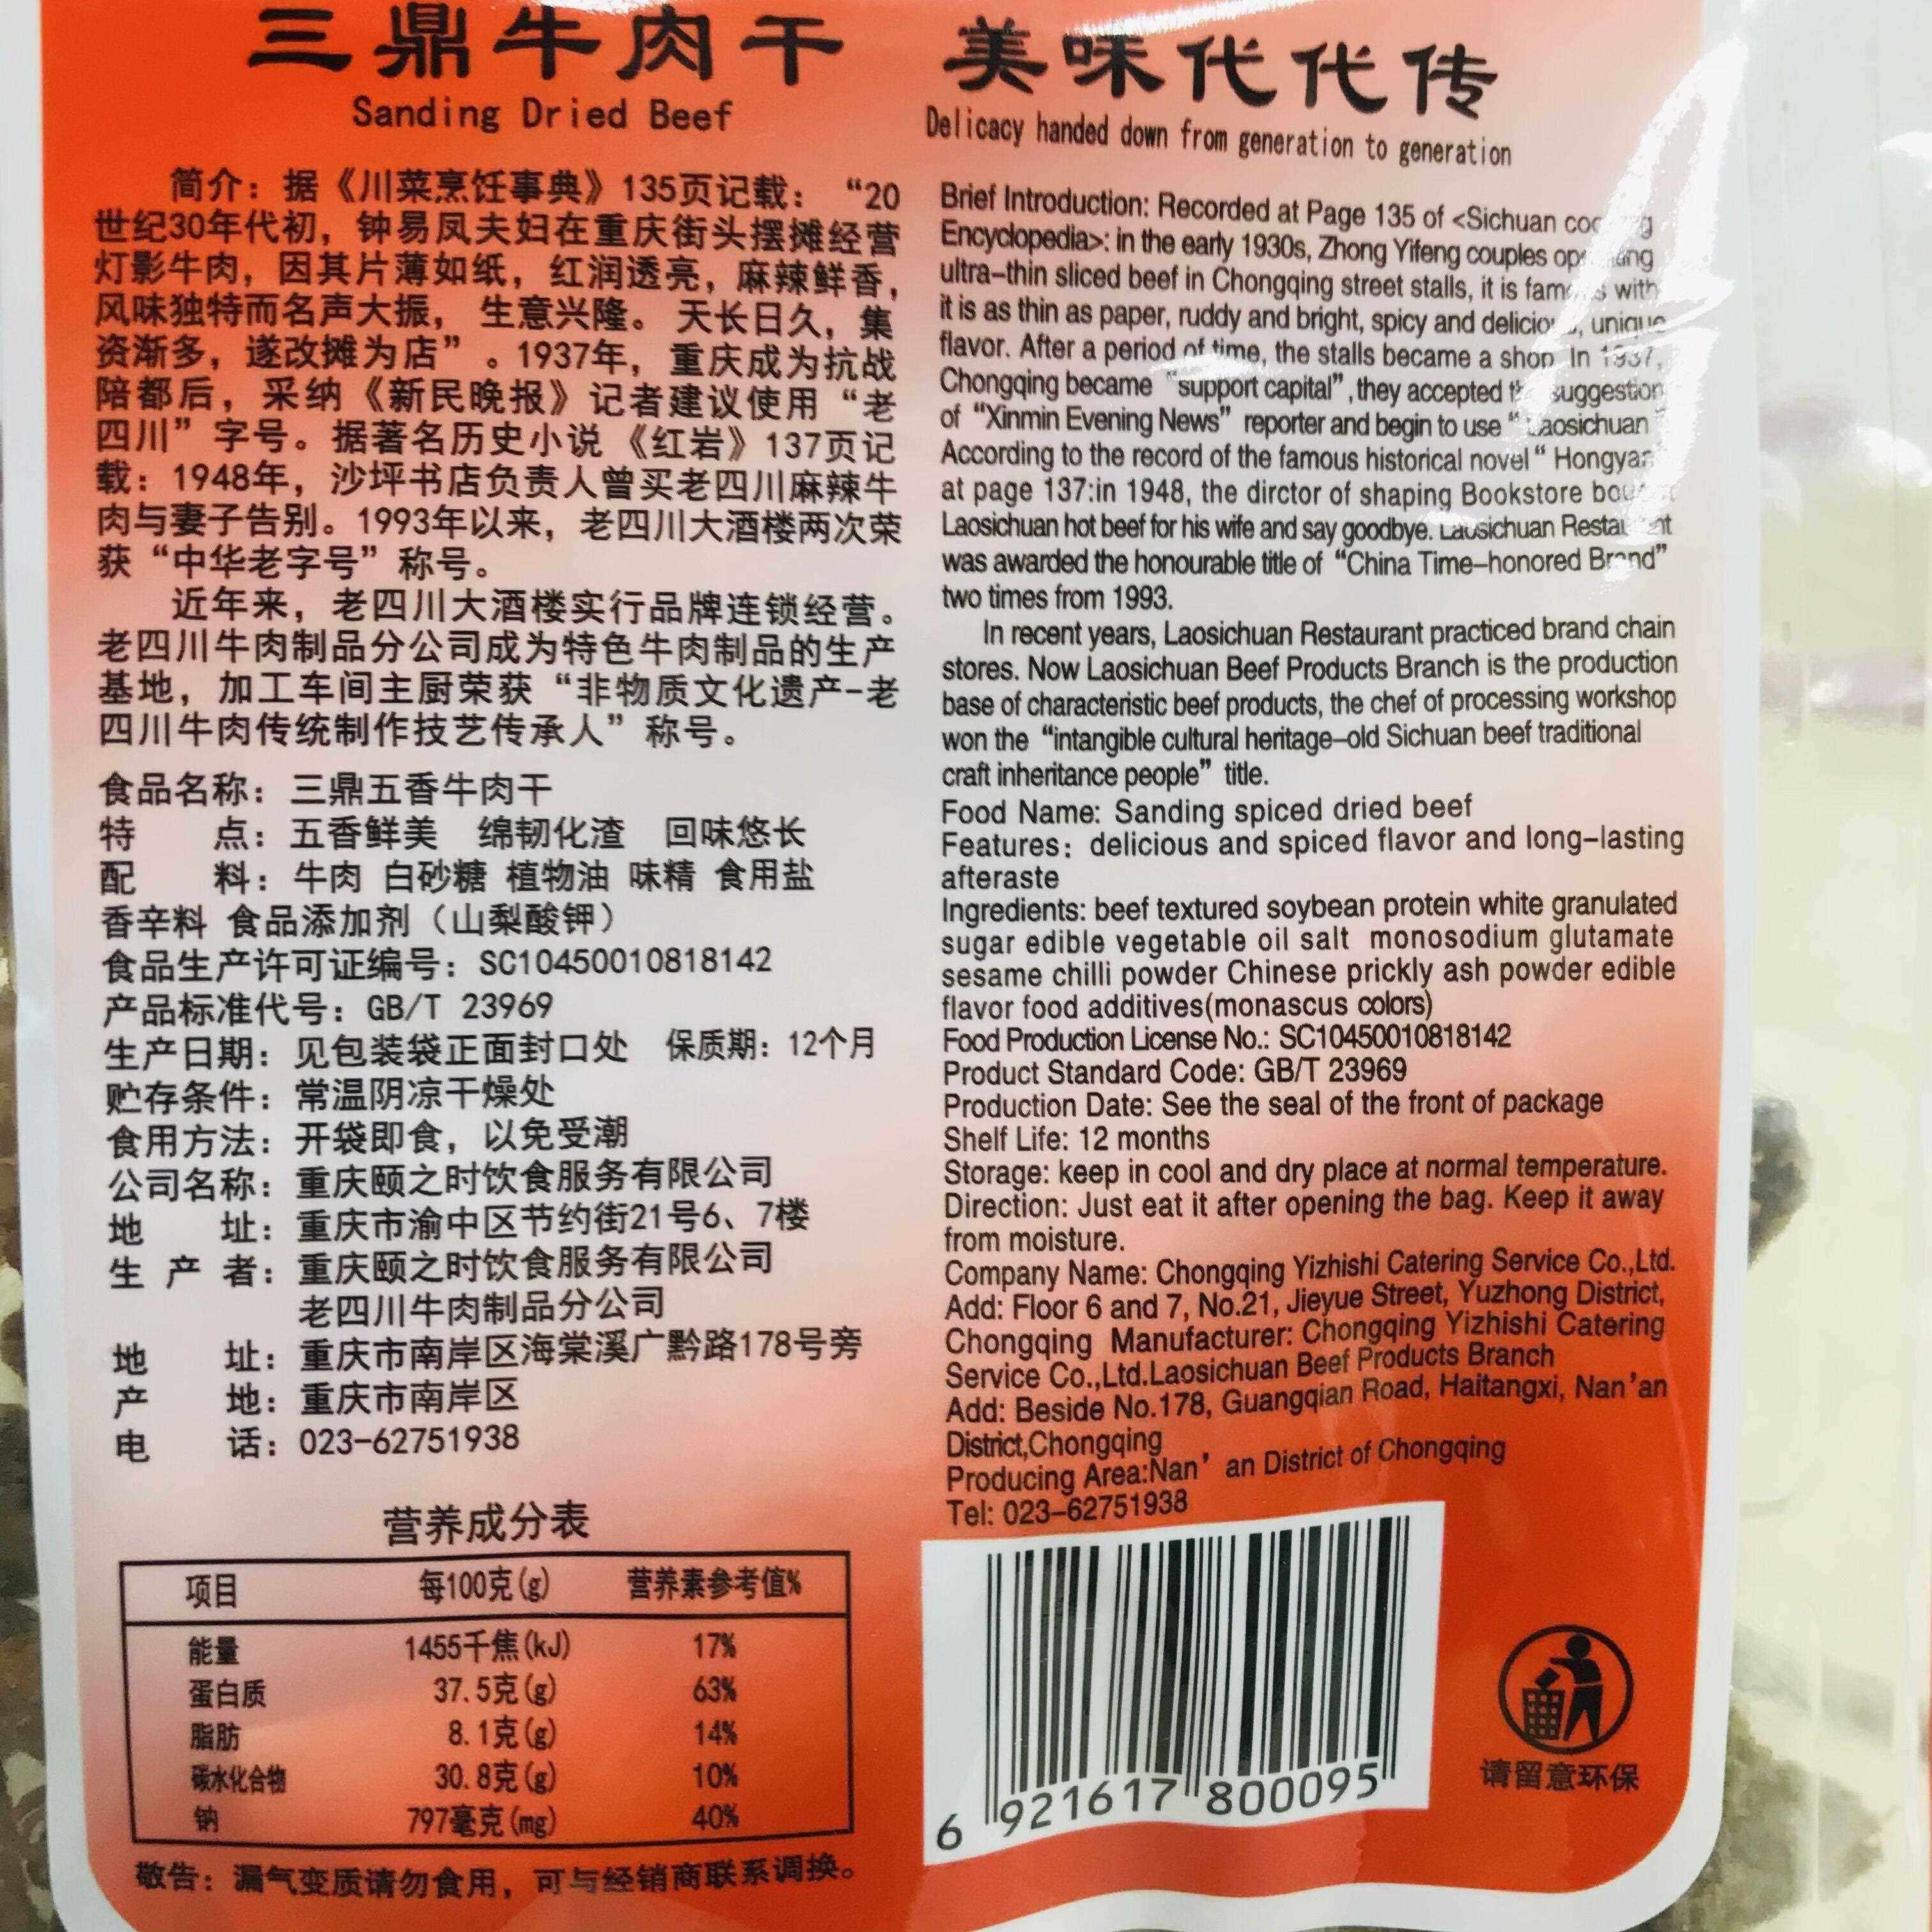 三鼎牛肉干
Sanding Dried Beef
简介：据《川菜烹饪事典》135页记载：“20
世纪30年代初，钟易凤夫妇在重庆街头摆摊经营
灯影牛肉，因其片薄如纸，红润透亮，麻辣鲜香，
风味独特而名声大振，生意兴隆。天长日久，集
资渐多，遂改摊为店”。1937年，重庆成为抗战
陪都后，采纳《新民晚报》记者建议使用“老
四川”字号。据著名历史小说《红岩》137页记
载：1948年，沙坪书店负责人曾买老四川麻辣牛
肉与妻子告别。1993年以来，老四川大酒楼两次荣
获“中华老字号”称号。
近年来，老四川大酒楼实行品牌连锁经营。
老四川牛肉制品分公司成为特色牛肉制品的生产
基地，加工车间主厨荣获“非物质文化遗产-老
四川牛肉传统制作技艺传承人”称号。
食品名称：三鼎五香牛肉干
特 点：五香鲜美 绵韧化渣 回味悠长
配 料：牛肉 白砂糖 植物油 味精 食用盐
香辛料 食品添加剂（山梨酸钾）
食品生产许可证编号：SC10450010818142
产品标准代号：GB/T 23969
生产日期：见包装袋正面封口处 保质期：12个月
贮存条件：常温阴凉干燥处
食用方法：开袋即食，以免受潮
公司名称：重庆颐之时饮食服务有限公司
地 址：重庆市渝中区节约街21号6、7楼
生 产 者：重庆颐之时饮食服务有限公司
老四川牛肉制品分公司
地 址：重庆市南岸区海棠溪广黔路178号旁
产 地：重庆市南岸区
电 话：023-62751938
营养成分表
项目 每100克(g) 营养素参考值%
能量 1455千焦(kJ) 17%
蛋白质 37.5克(g) 63%
脂肪 8.1克(g) 14%
碳水化合物 30.8克(g) 10%
钠 797毫克(mg) 40%
敬告：漏气变质请勿食用，可与经销商联系调换。
美味代代传
Delicacy handed down from generation to generation
Brief Introduction: Recorded at Page 135 of <Sichuan
Encyclopedia>: in the early 1930s, Zhong Yifeng couples
ultra-thin sliced beef in Chongqing street stalls, it is with
it is as thin as paper, ruddy and bright, spicy and unique
flavor. After a period of time, the stalls became a shop. In 1937,
Chongqing became “support capital”,they accepted suggestion
of “Xinmin Evening News” reporter and begin to use “Laosichuan”
According to the record of the famous historical novel “Hongyan”
at page 137:in 1948, the dirctor of shaping Bookstore
Laosichuan hot beef for his wife and say goodbye. Laosichuan
was awarded the honourable title of “China Time-honored Brand”
two times from 1993.
In recent years, Laosichuan Restaurant practiced brand chain
stores. Now Laosichuan Beef Products Branch is the production
base of characteristic beef products, the chef of processing workshop
won the “intangible cultural heritage-old Sichuan beef traditional
craft inheritance people” title.
Food Name: Sanding spiced dried beef
Features: delicious and spiced flavor and long-lasting
afteraste
Ingredients: beef textured soybean protein white granulated
sugar edible vegetable oil salt monosodium glutamate
sesame chilli powder Chinese prickly ash powder edible
flavor food additives(monascus colors)
Food Production License No.: SC10450010818142
Product Standard Code: GB/T 23969
Production Date: See the seal of the front of package
Shelf Life: 12 months
Storage: keep in cool and dry place at normal temperature.
Direction: Just eat it after opening the bag. Keep it away
from moisture.
Company Name: Chongqing Yizhishi Catering Service Co.,Ltd.
Add: Floor 6 and 7, No.21, Jieyue Street, Yuzhong District,
Chongqing Manufacturer: Chongqing Yizhishi Catering
Service Co.,Ltd.Laosichuan Beef Products Branch
Add: Beside No.178, Guangqian Road, Haitangxi, Nan'an
District,Chongqing
Producing Area:Nan'an District of Chongqing
Tel: 023-62751938
6 921617 800095
请留意环保